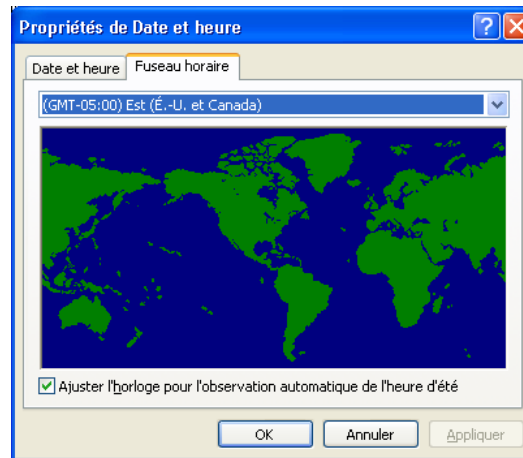 Propriétés de Date et heure
Date et heure Fuseau horaire
(GMT-05:00) Est (É.-U. et Canada)
Ajuster l'horloge pour l'observation automatique de l'heure d'été
OK Annuler Appliquer